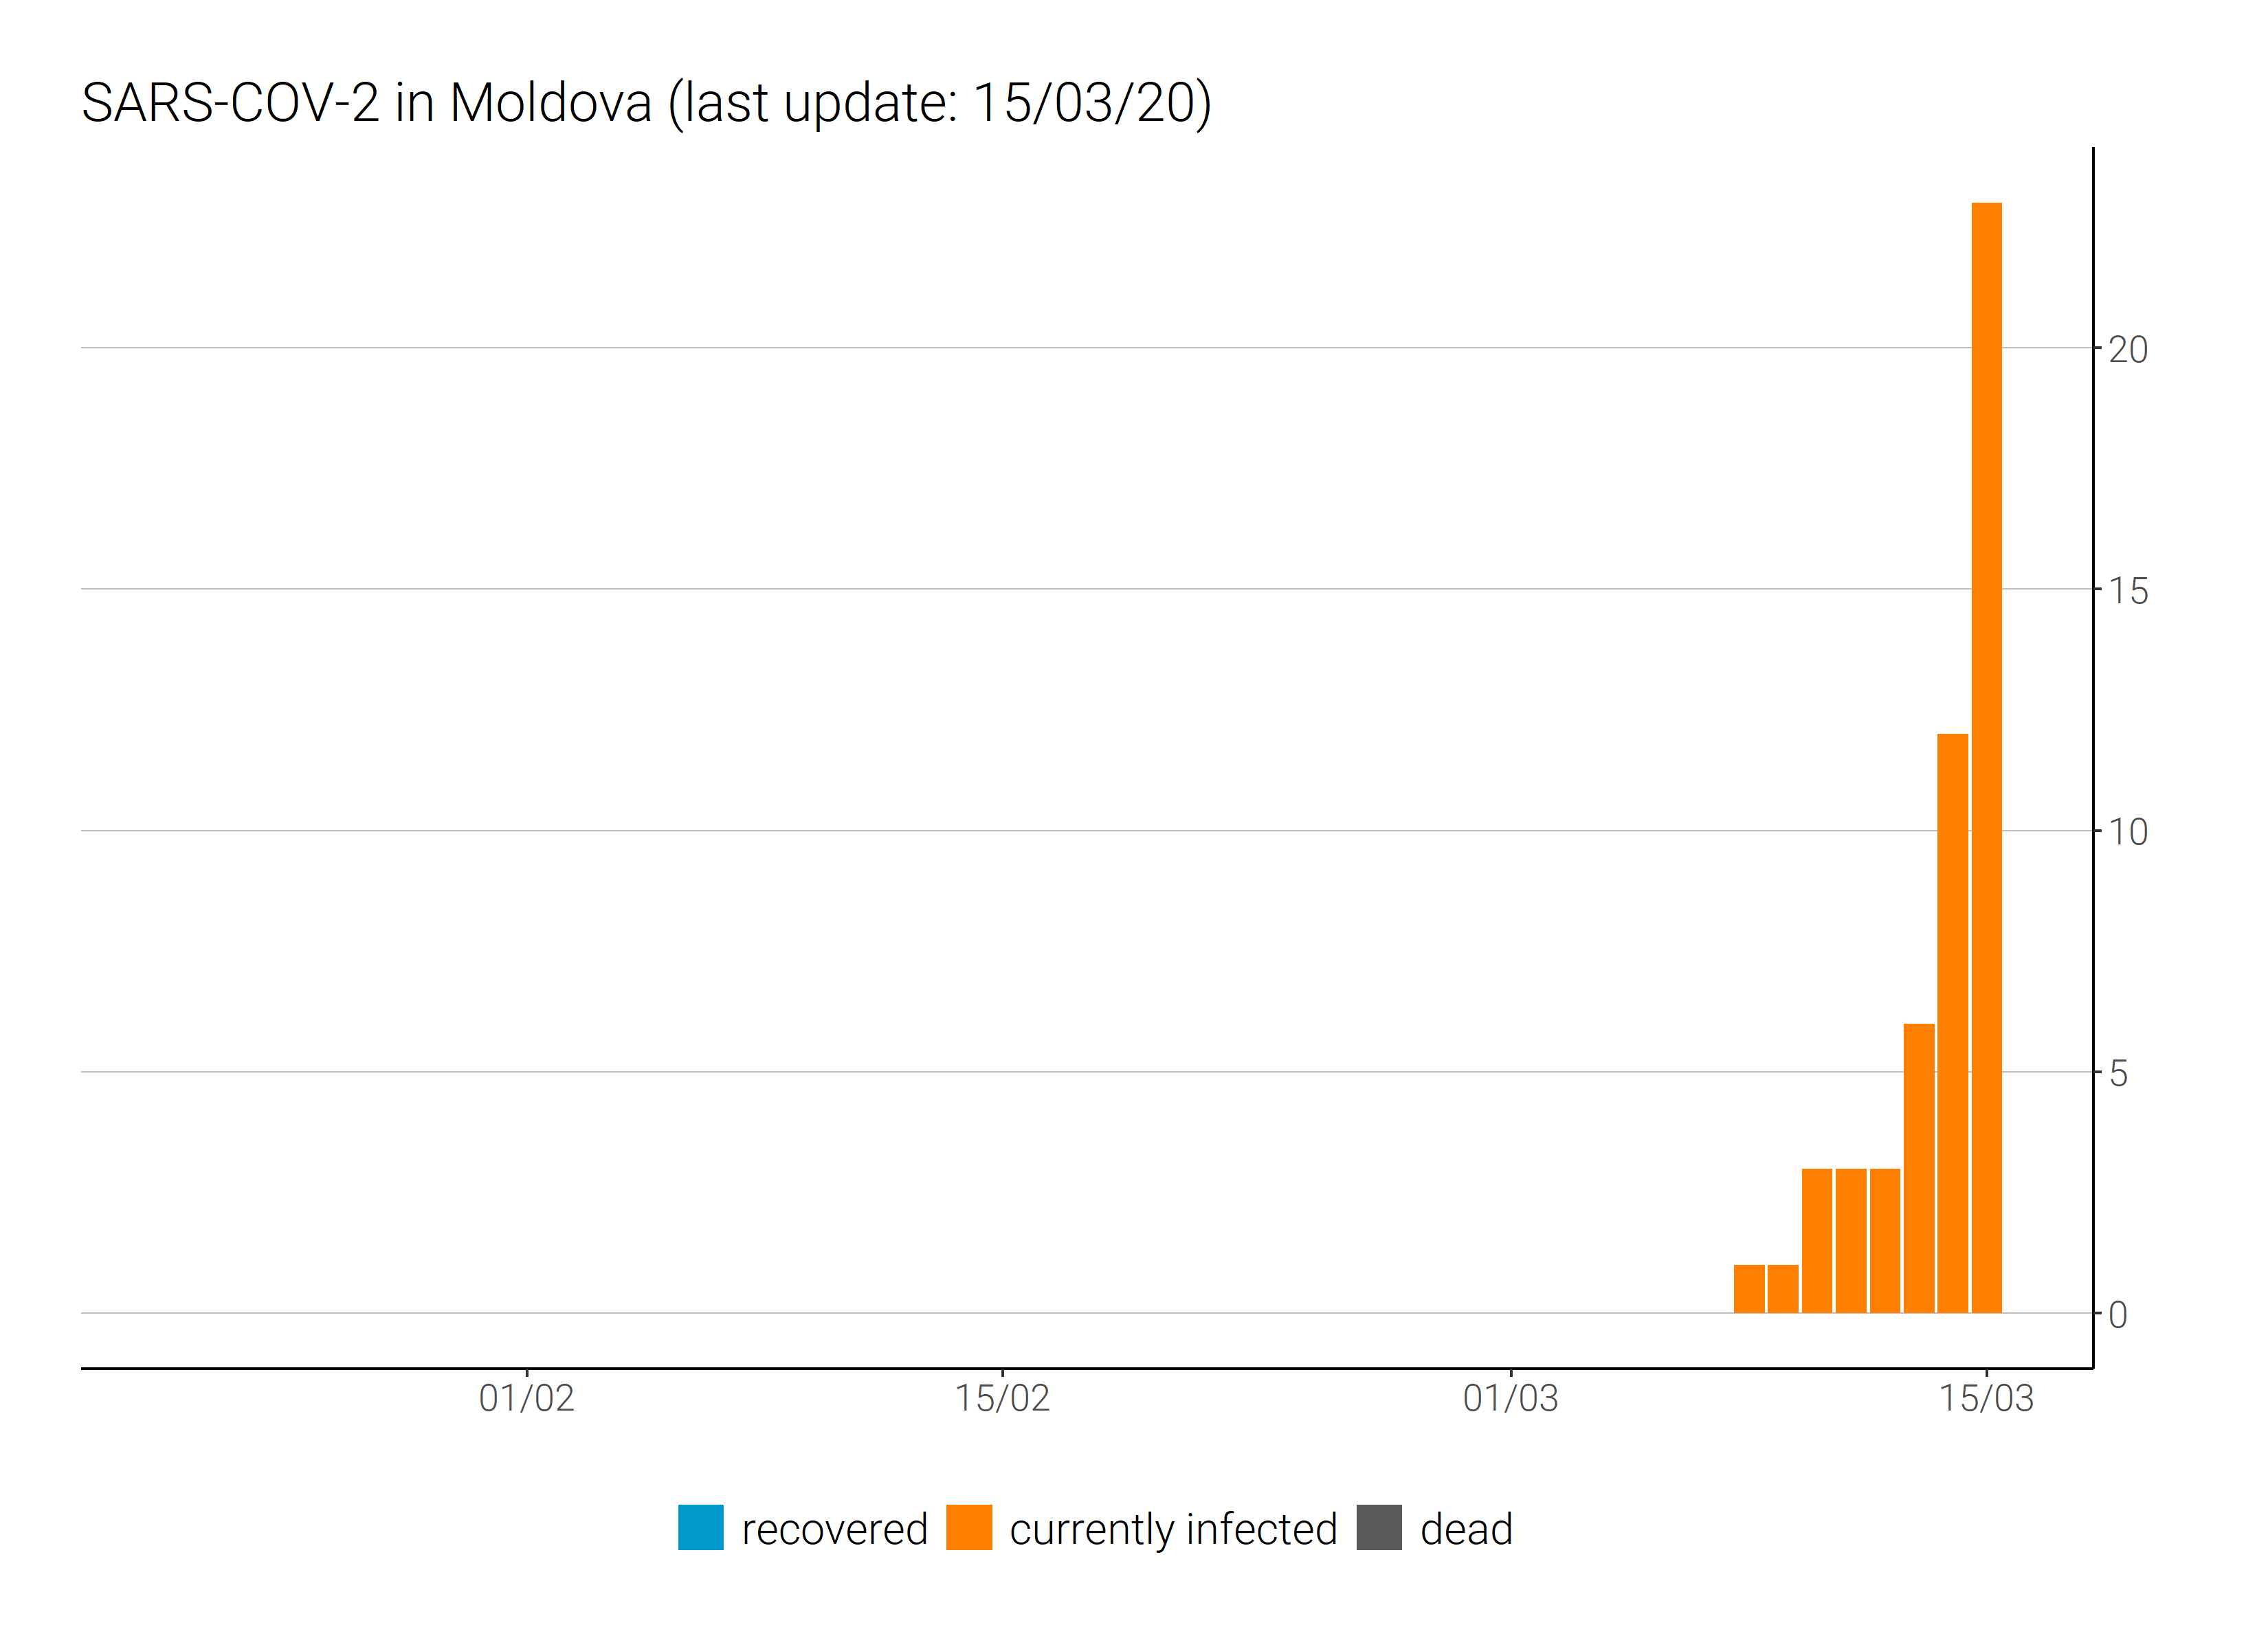 SARS-COV-2 in Moldova (last update: 15/03/20)
20
15
10
5
0
01/02 15/02 01/03 15/03
recovered currently infected dead